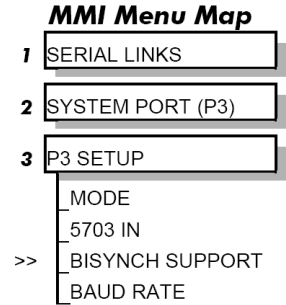 MMI Menu Map
1 SERIAL LINKS
2 SYSTEM PORT (P3)
3 P3 SETUP
MODE
5703 IN
>> BISYNCH SUPPORT
BAUD RATE